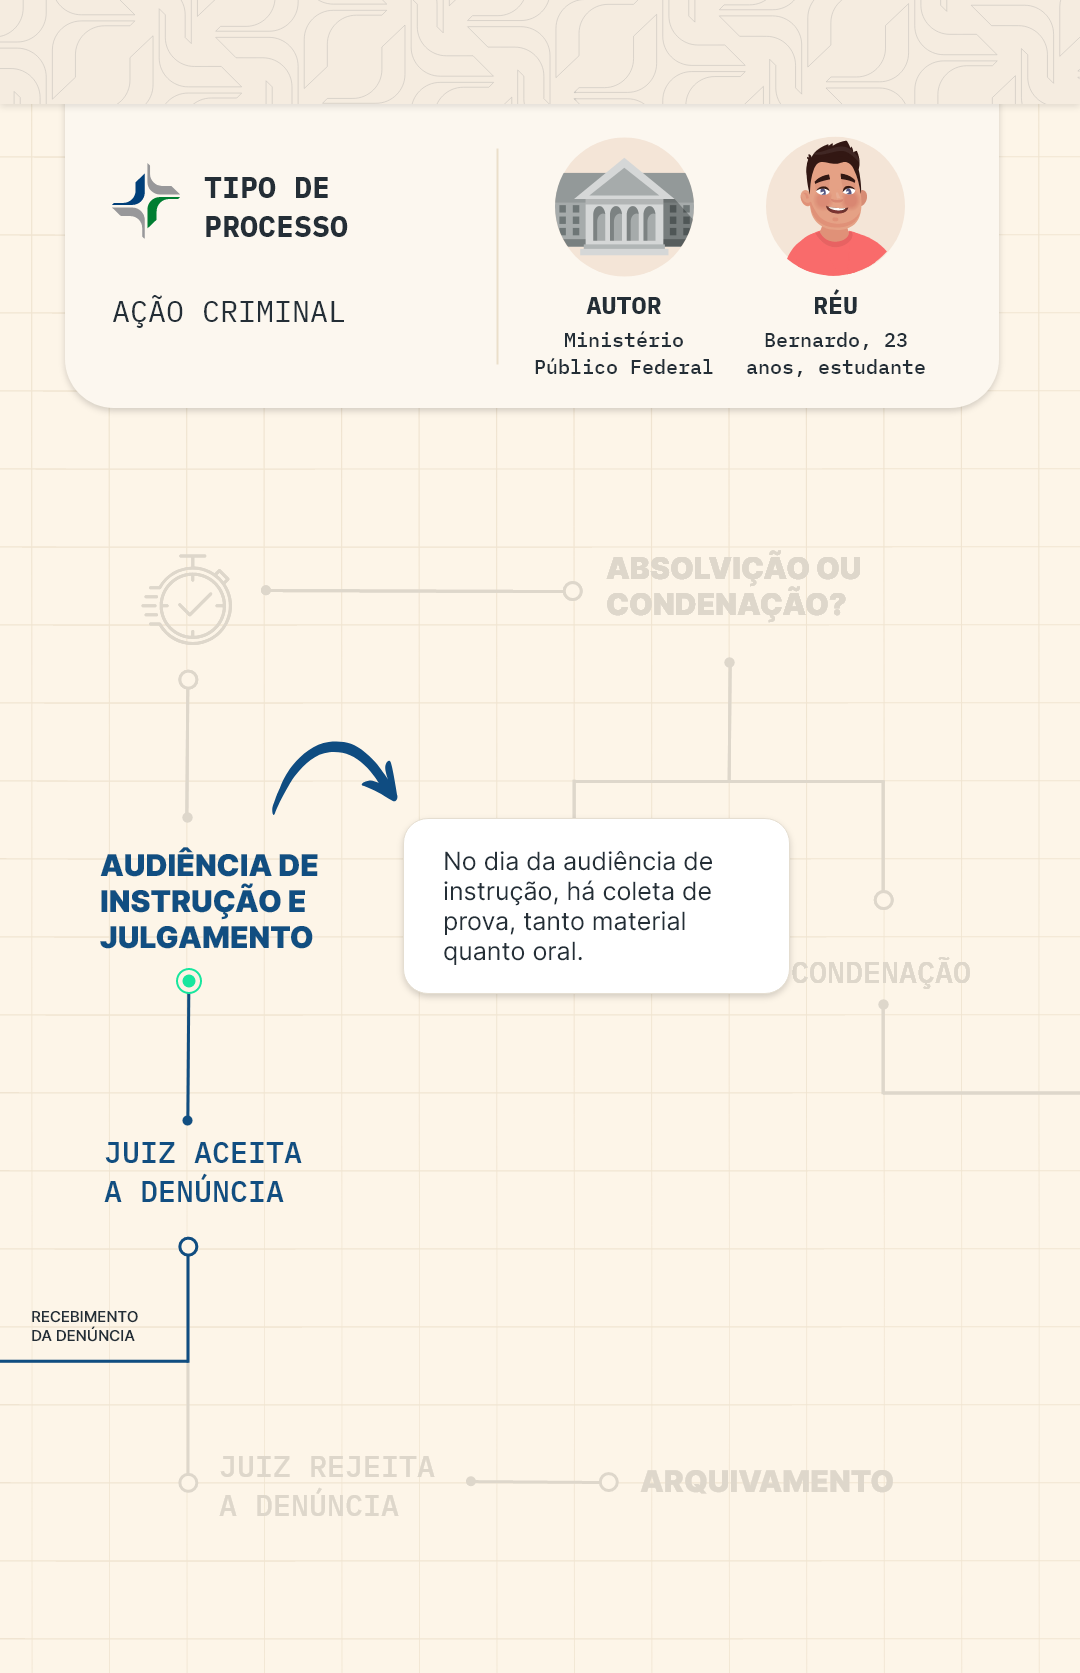 TIPO DE
PROCESSO
AÇÃO CRIMINAL
AUTOR
Ministério
Público Federal
RÉU
Bernardo, 23
anos, estudante
ABSOLVIÇÃO OU
CONDENAÇÃO?
AUDIÊNCIA DE
INSTRUÇÃO E
JULGAMENTO
No dia da audiência de
instrução, há coleta de
prova, tanto material
quanto oral.
CONDENAÇÃO
JUIZ ACEITA
A DENÚNCIA
RECEBIMENTO
DA DENÚNCIA
JUIZ REJEITA
A DENÚNCIA
ARQUIVAMENTO